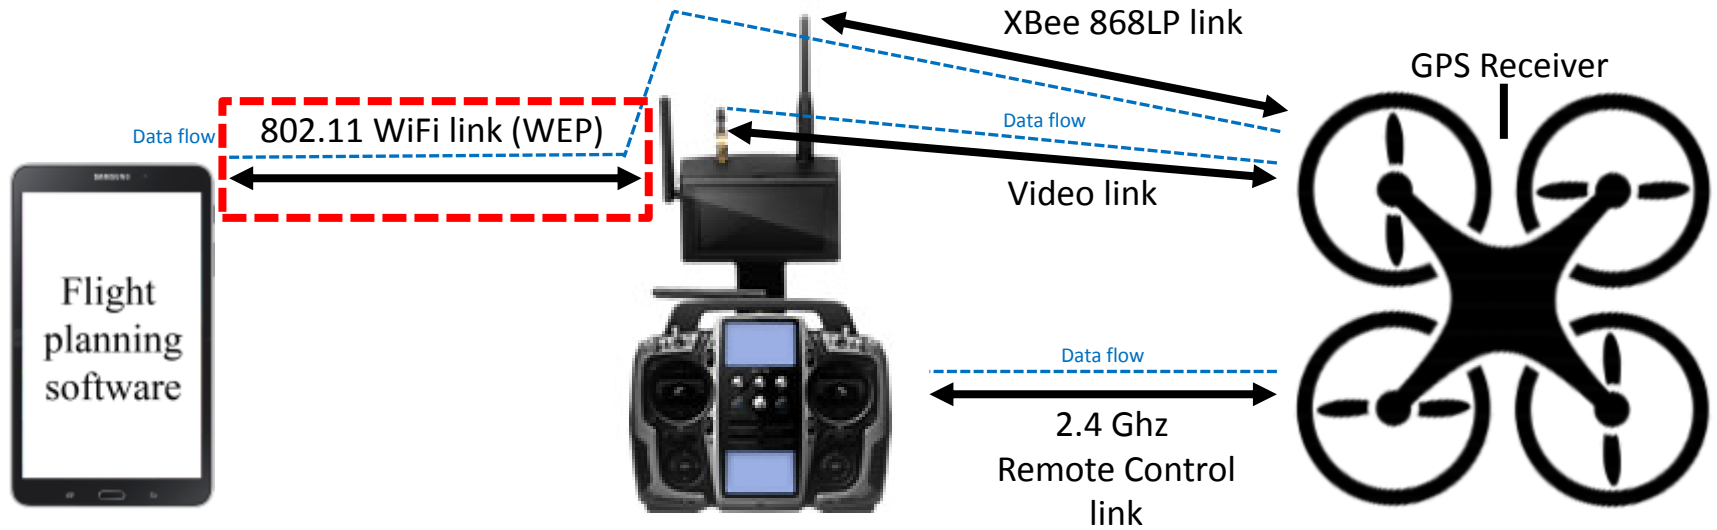 XBee 868LP link
GPS Receiver
Data flow
802.11 WiFi link (WEP)
Data flow
Video link
SAMSUNG
Flight
planning
software
Data flow
2.4 Ghz
Remote Control
link